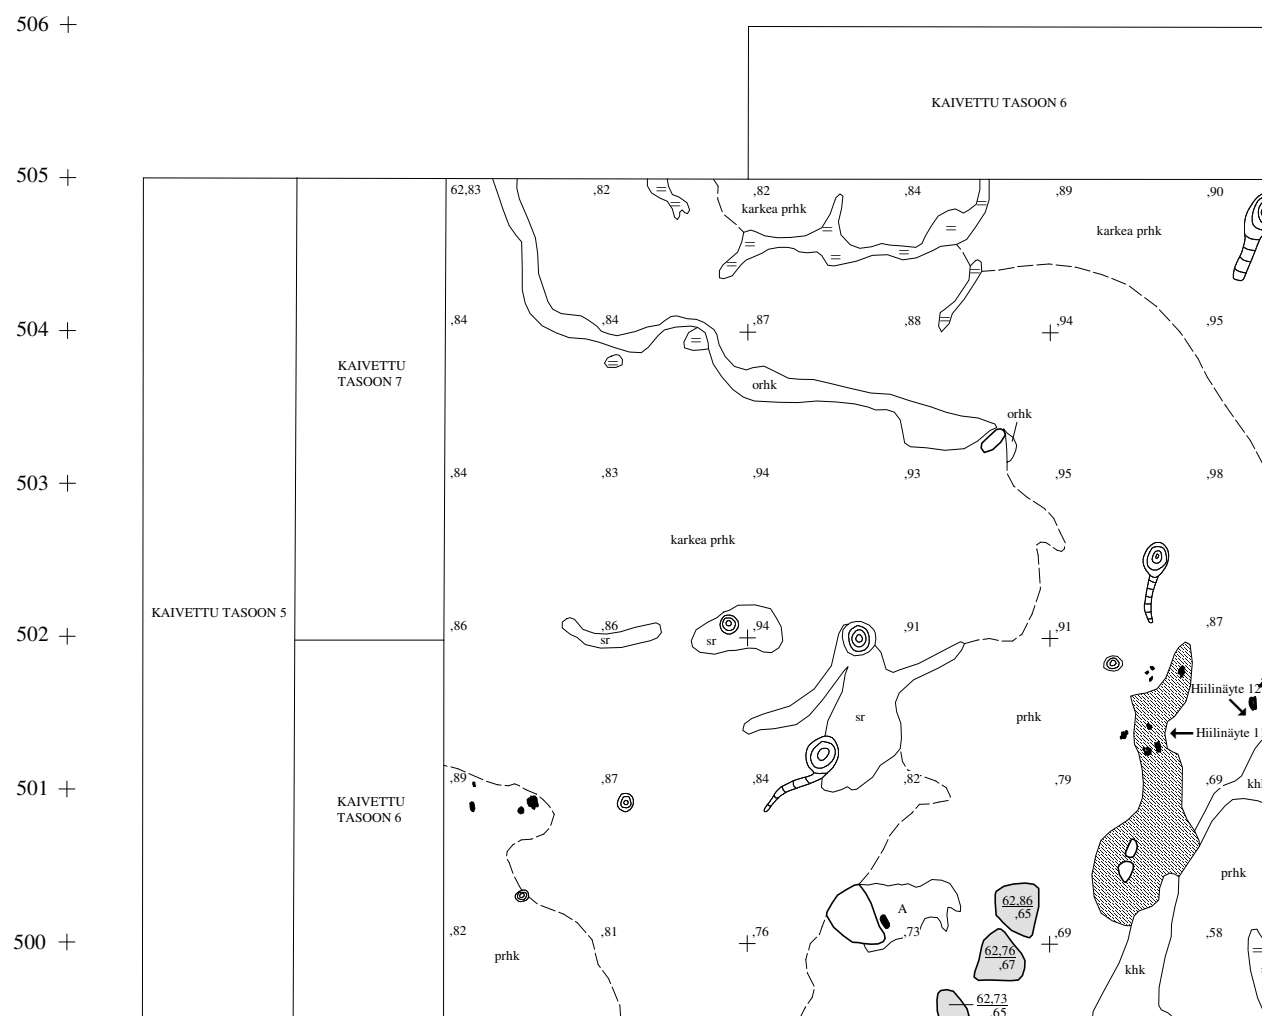 506
KAIVETTU TASOON 6
505
62,83 ,82 ,82 ,84 ,89 ,90
karkea prhk
karkea prhk
504
,84 ,84 ,87 ,88 ,94 ,95
KAIVETTU
TASOON 7
orhk
orhk
503
,84 ,83 ,94 ,93 ,95 ,98
karkea prhk
KAIVETTU TASOON 5
502
,86 ,86 ,94 ,91 ,91 ,87
sr
sr
Hiilinäyte 12
sr
prhk
Hiilinäyte
501
,89 ,87 ,84 ,82 ,79 ,69
KAIVETTU
TASOON 6
prhk
62,86
,65
A
500
,82 ,81 ,76 ,73 ,69 ,58
prhk
62,76
,67
khk
62,73
,65